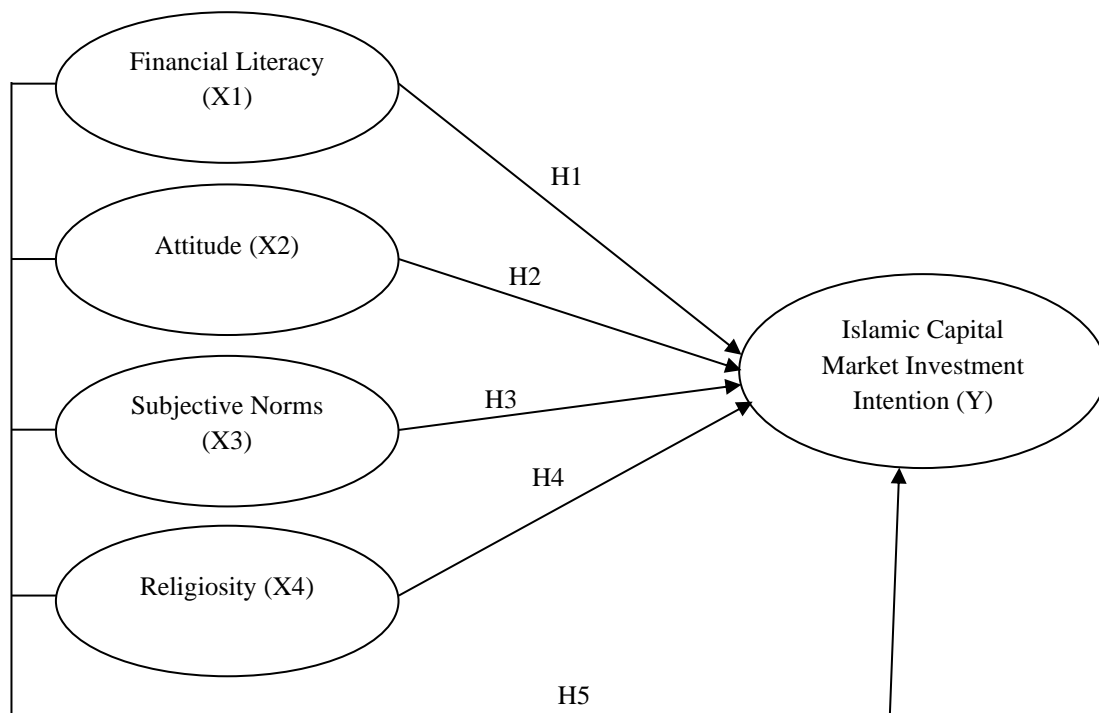 Financial Literacy
(X1)
H1
Attitude (X2)
H2
Islamic Capital
Market Investment
Intention (Y)
Subjective Norms
(X3)
H3
H4
Religiosity (X4)
H5